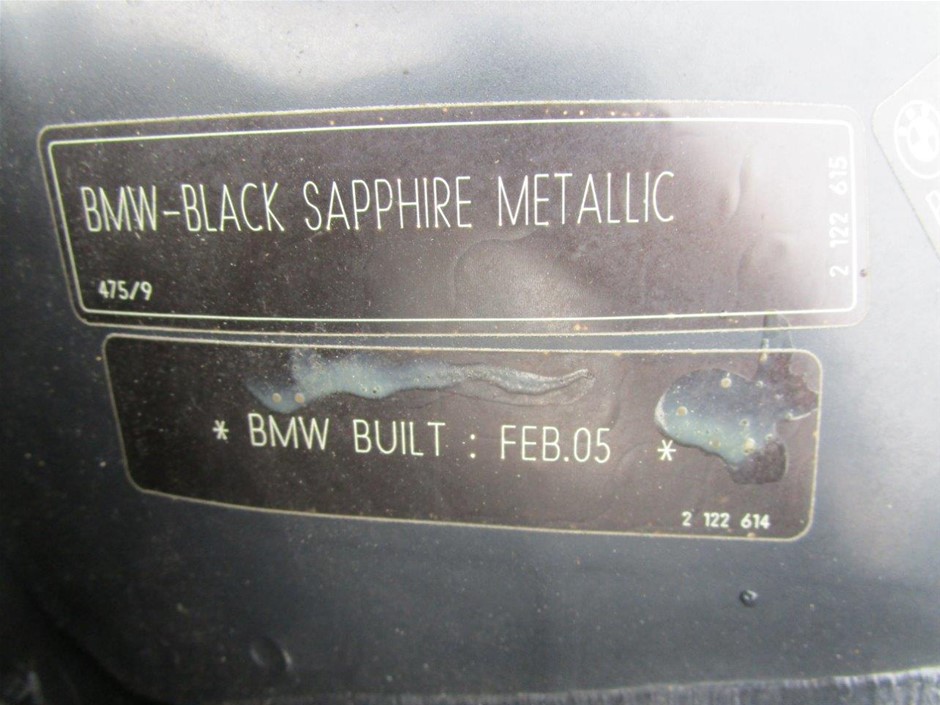 BMW-BLACK SAPPHIRE METALLIC
475/9
2 122 615
* BMW BUILT : FEB.05 *
2 122 614